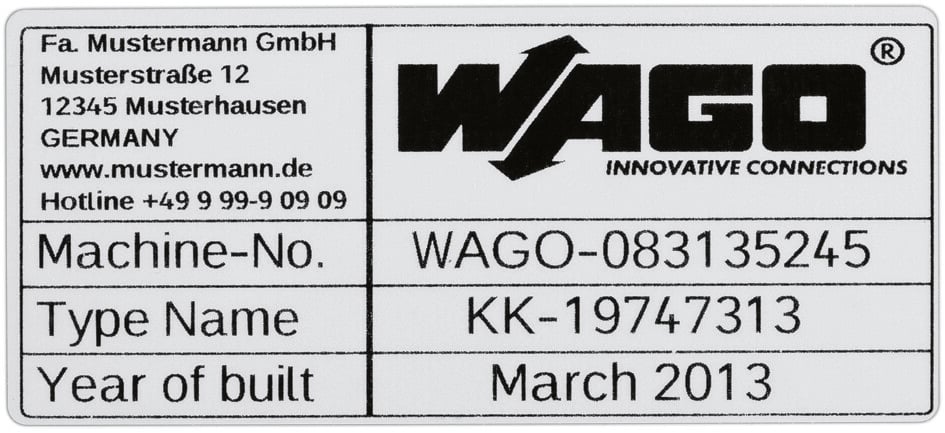 Fa. Mustermann GmbH
Musterstraße 12
12345 Musterhausen
GERMANY
www.mustermann.de
Hotline +49 9 99-9 09 09
WAGO®
INNOVATIVE CONNECTIONS
Machine-No. WAGO-083135245
Type Name KK-19747313
Year of built March 2013